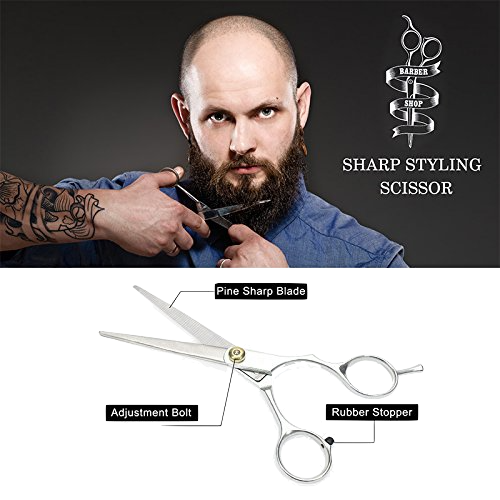 BARBER
SHOP
SHARP STYLING
SCISSOR
Pine Sharp Blade
Adjustment Bolt
Rubber Stopper